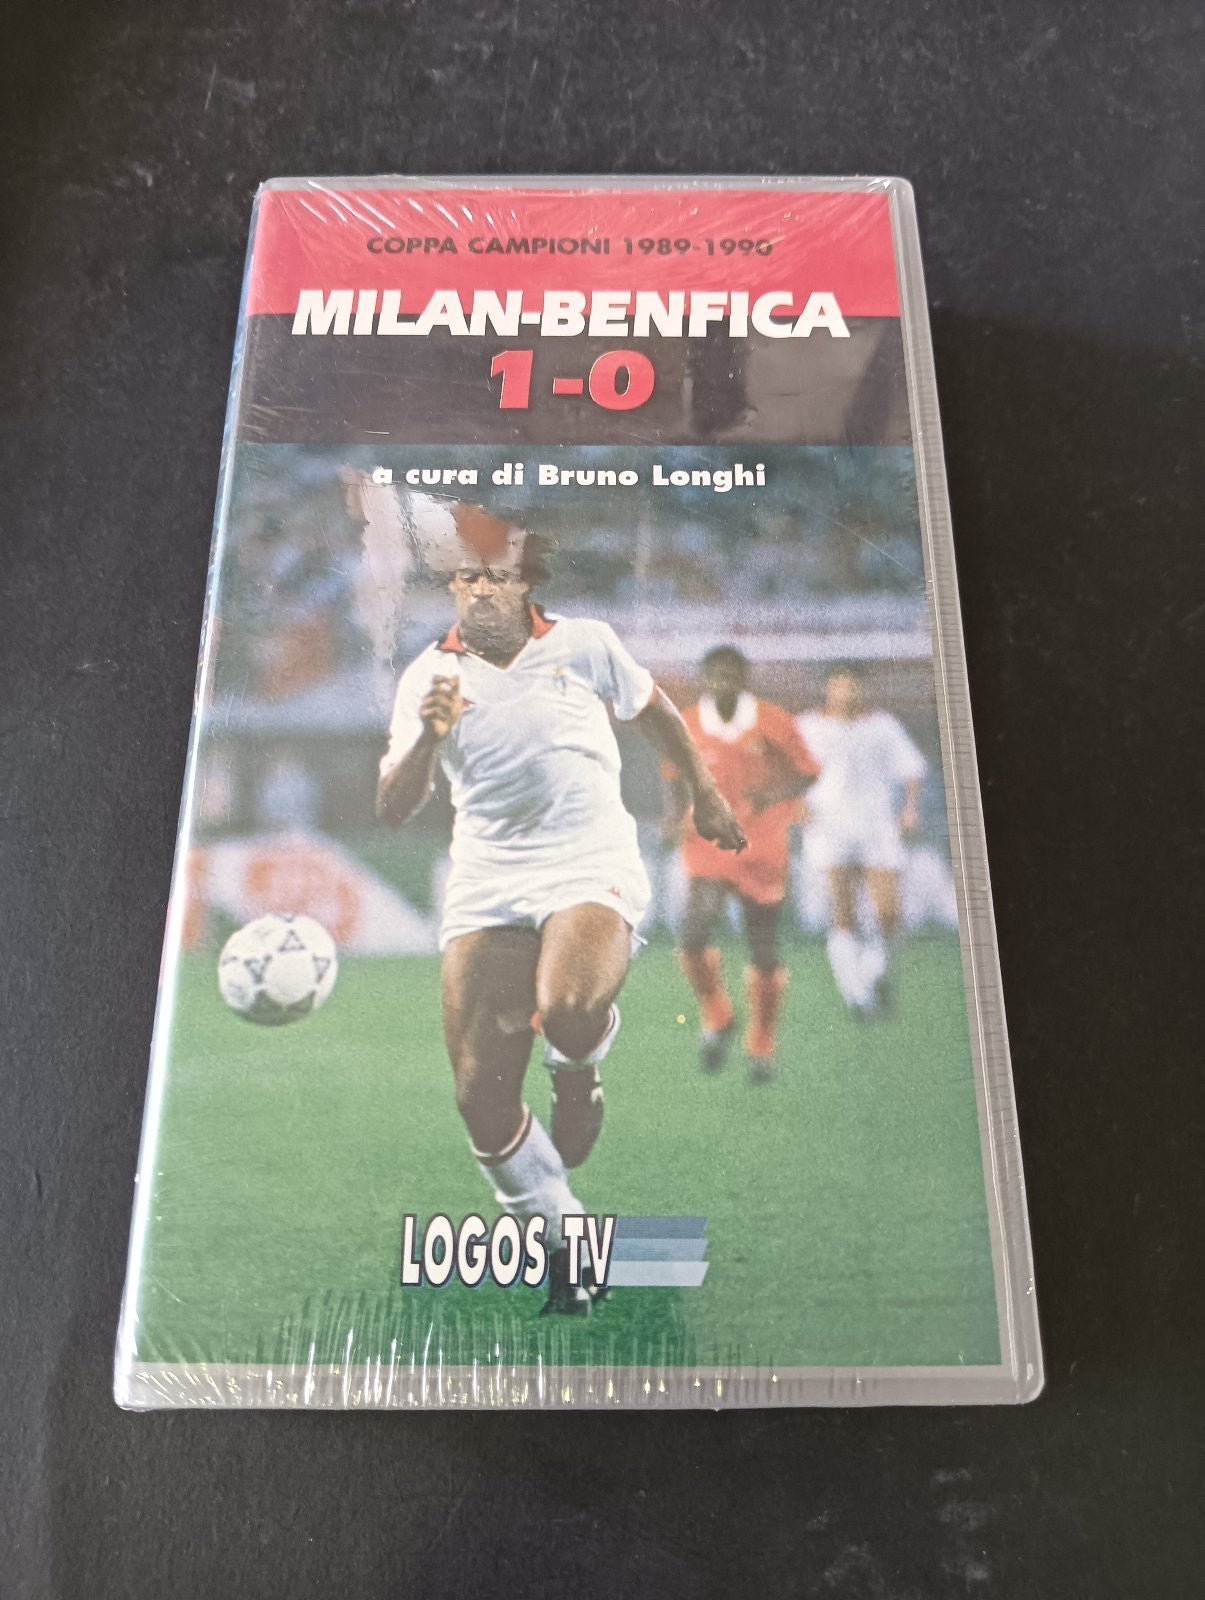 COPPA CAMPIONI 1989-1990
MILAN-BENFICA
1-0
a cura di Bruno Longhi
LOGOS TV